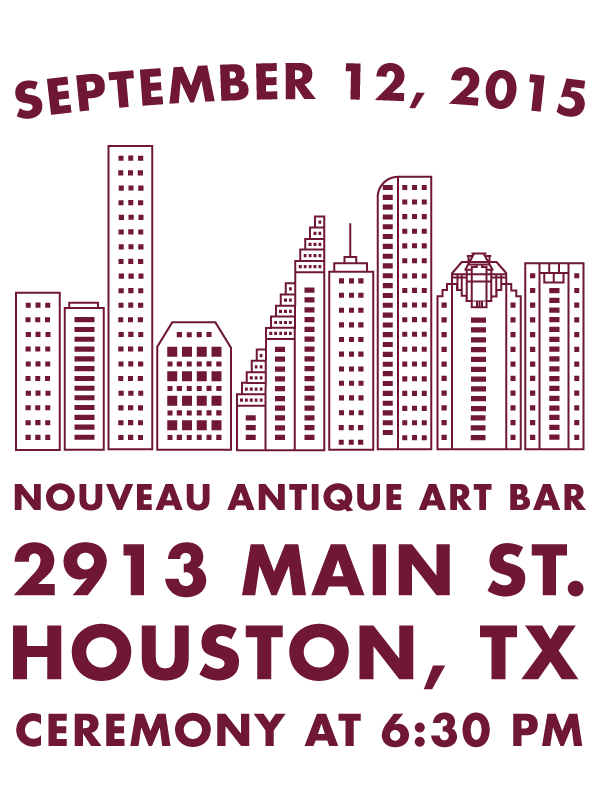 SEPTEMBER 12, 2015
NOUVEAU ANTIQUE ART BAR
2913 MAIN ST.
HOUSTON, TX
CEREMONY AT 6:30 PM